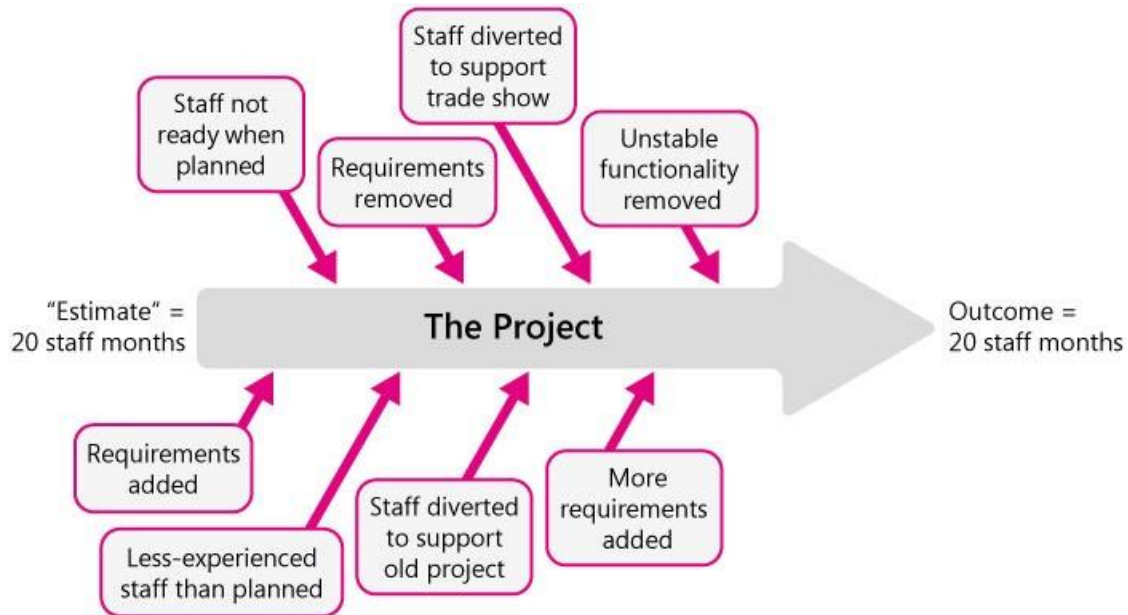 Staff diverted
to support
trade show
Staff not
ready when
planned
Requirements
removed
Unstable
functionality
removed
“Estimate“ =
20 staff months
The Project
Outcome =
20 staff months
Requirements
added
Less-experienced
staff than planned
Staff diverted
to support
old project
More
requirements
added